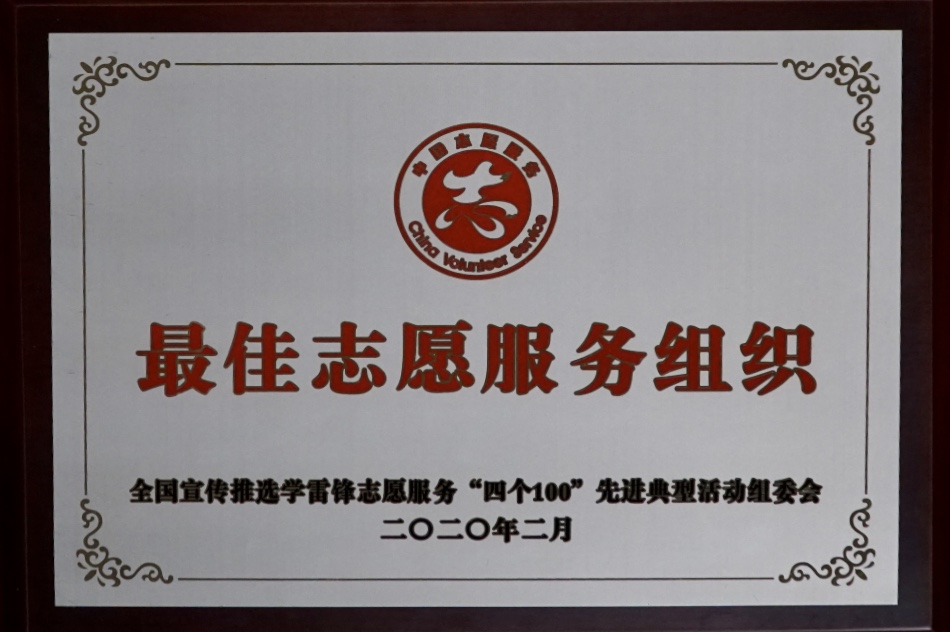 中国志愿服务
China Volunteer Service
最佳志愿服务组织
全国宣传推选学雷锋志愿服务“四个100”先进典型活动组委会
二〇二〇年二月